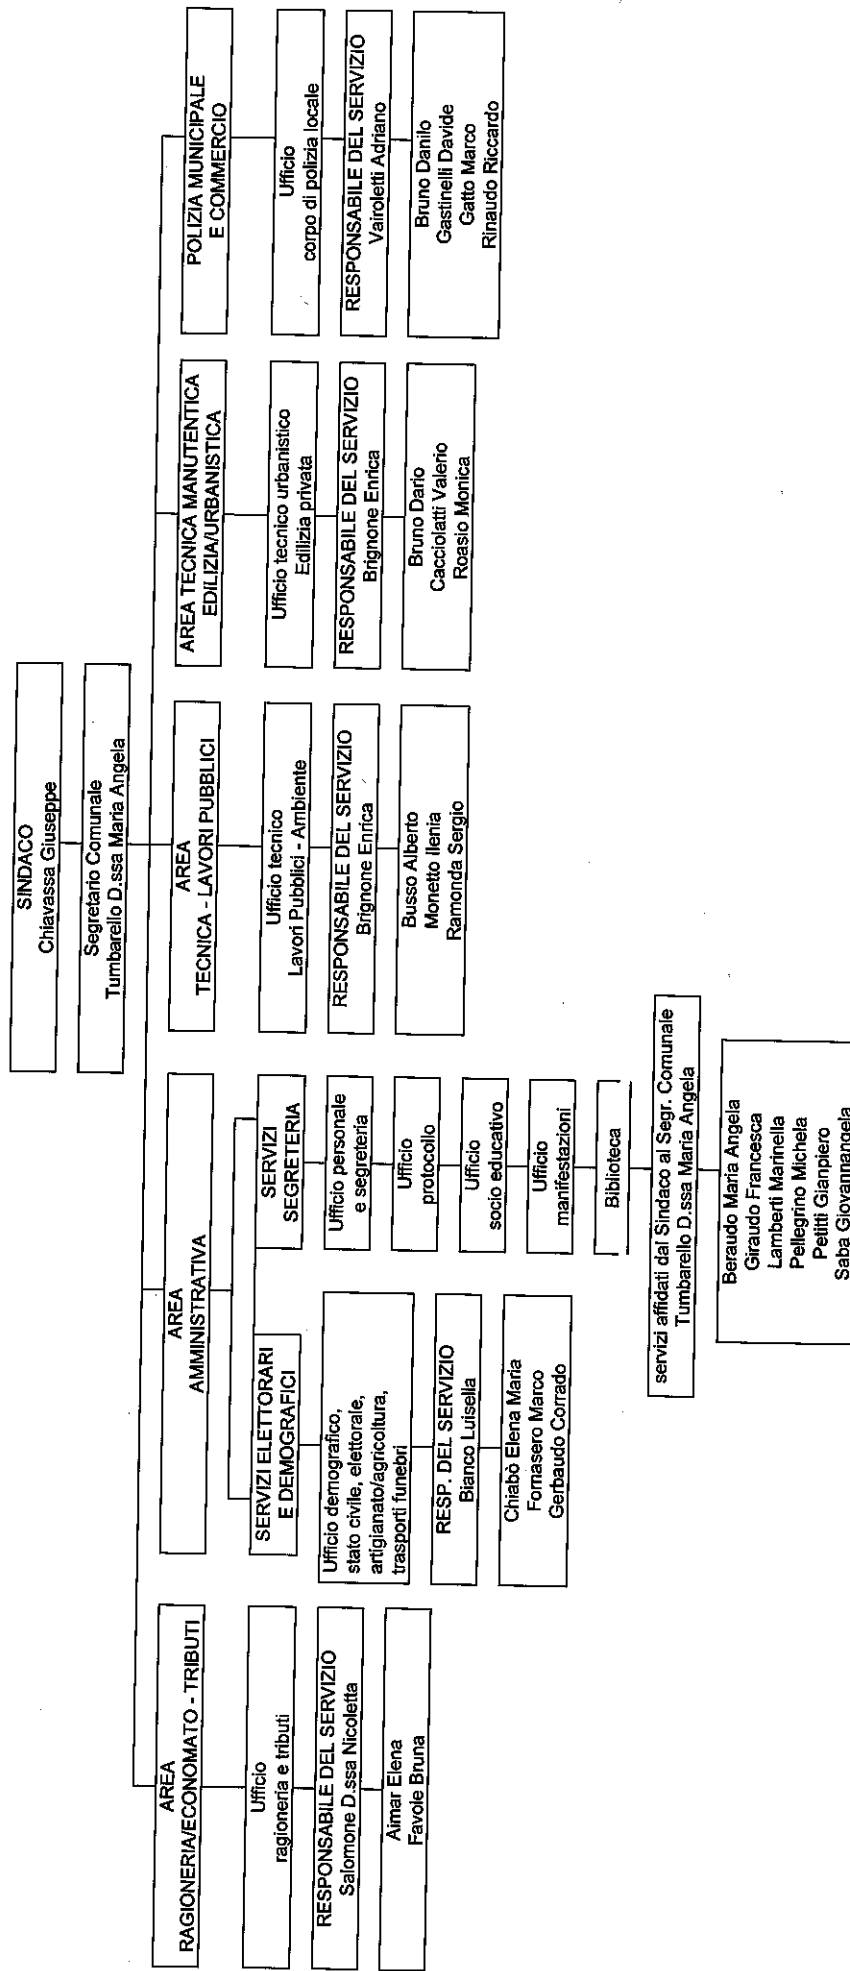 SINDACO
Chiavassa Giuseppe
Segretario Comunale
Tumbarello D.ssa Maria Angela
AREA
RAGIONERIA/ECONOMATO - TRIBUTI
Ufficio
ragioneria e tributi
RESPONSABILE DEL SERVIZIO
Salomone D.ssa Nicoletta
Aimar Elena
Favole Bruna
AREA
AMMINISTRATIVA
SERVIZI ELETTORARI
E DEMOGRAFICI
Ufficio demografico,
stato civile, elettorale,
artigianato/agricoltura,
trasporti funebri
RESP. DEL SERVIZIO
Bianco Luisella
Chiabò Elena Maria
Fornasero Marco
Gerbaudo Corrado
SERVIZI
SEGRETERIA
Ufficio personale
e segreteria
Ufficio
protocollo
Ufficio
socio educativo
Ufficio
manifestazioni
Biblioteca
servizi affidati dal Sindaco al Segr. Comunale
Tumbarello D.ssa Maria Angela
Beraudo Maria Angela
Giraudo Francesca
Lamberti Marinella
Pellegrino Michela
Petitti Gianpiero
Saba Giovannangela
AREA
TECNICA - LAVORI PUBBLICI
Ufficio tecnico
Lavori Pubblici - Ambiente
RESPONSABILE DEL SERVIZIO
Brignone Enrica
Busso Alberto
Monetto Ilenia
Ramonda Sergio
AREA TECNICA MANUTENTICA
EDILIZIA/URBANISTICA
Ufficio tecnico urbanistico
Edilizia privata
RESPONSABILE DEL SERVIZIO
Brignone Enrica
Bruno Dario
Cacciolatti Valerio
Roasio Monica
POLIZIA MUNICIPALE
E COMMERCIO
Ufficio
corpo di polizia locale
RESPONSABILE DEL SERVIZIO
Vairoletti Adriano
Bruno Danilo
Gastinelli Davide
Gatto Marco
Rinaudo Riccardo